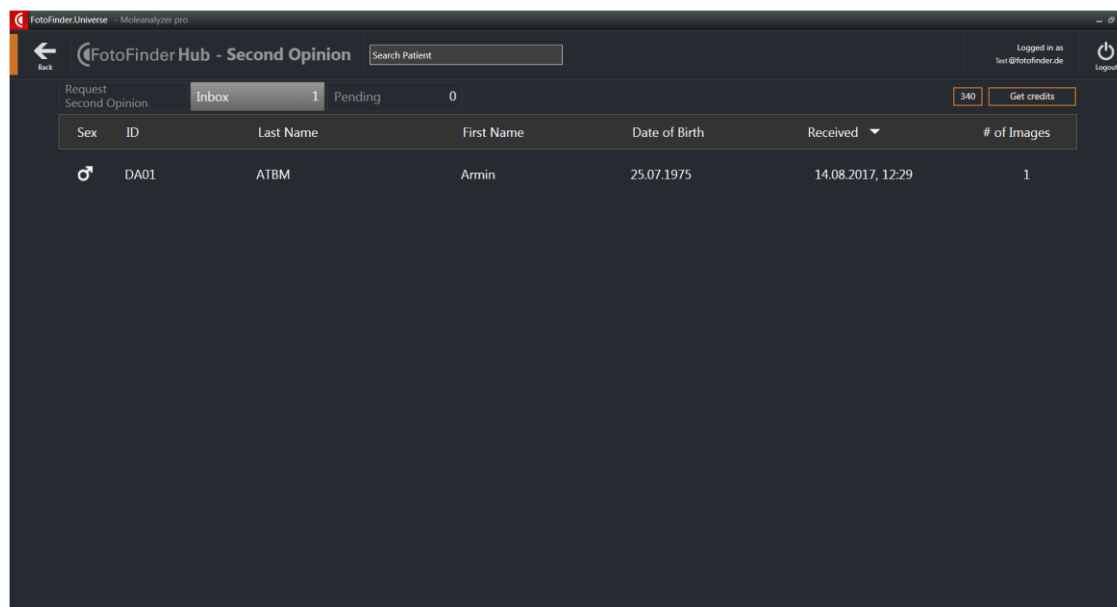 FotoFinder.Universe - Moleanalyzer pro
Back
FotoFinder Hub - Second Opinion
Search Patient
Logged in as
Test@fotofinder.de
Logout
Request
Second Opinion
Inbox 1
Pending 0
340
Get credits
Sex ID Last Name First Name Date of Birth Received # of Images
DA01 ATBM Armin 25.07.1975 14.08.2017, 12:29 1